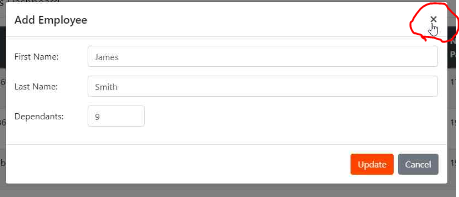 Add Employee ×
First Name: James
Last Name: Smith
Dependants: 9
Update Cancel